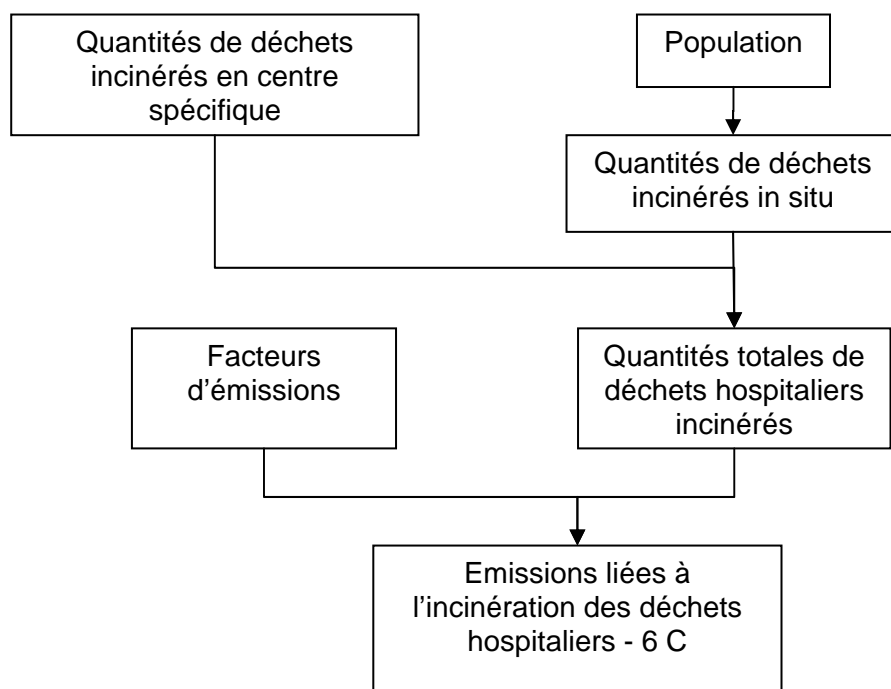 Quantités de déchets
incinérés en centre
spécifique
Population
Quantités de déchets
incinérés in situ
Facteurs
d’émissions
Quantités totales de
déchets hospitaliers
incinérés
Emissions liées à
l’incinération des déchets
hospitaliers - 6 C